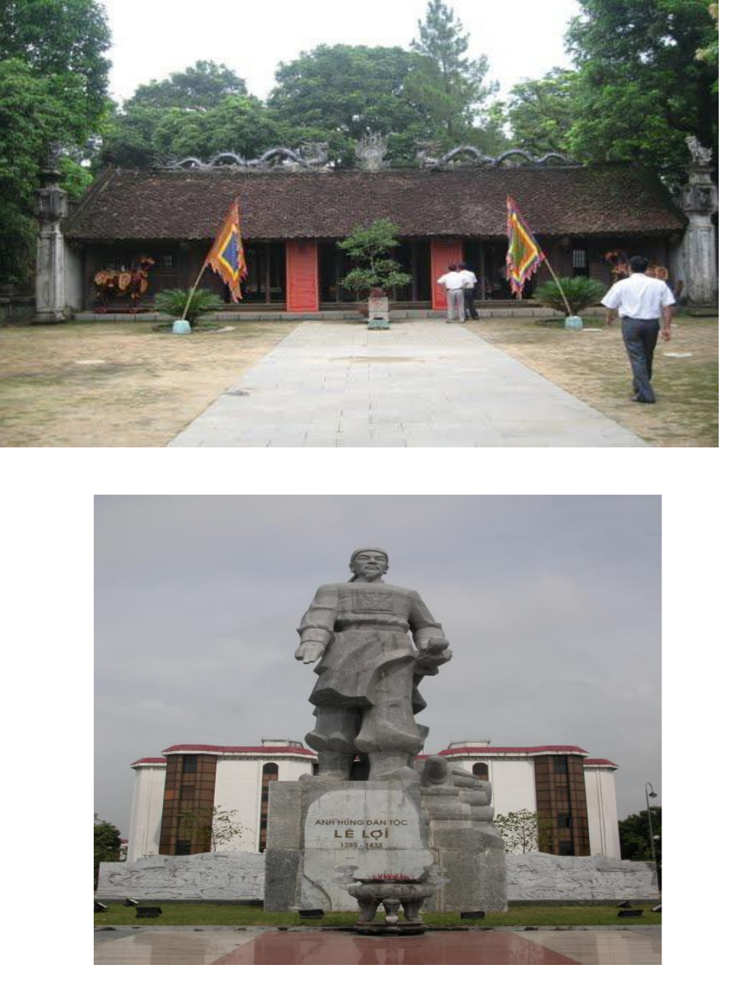 ANH HÙNG DÂN TỘC
LÊ LỢI
1385 - 1433